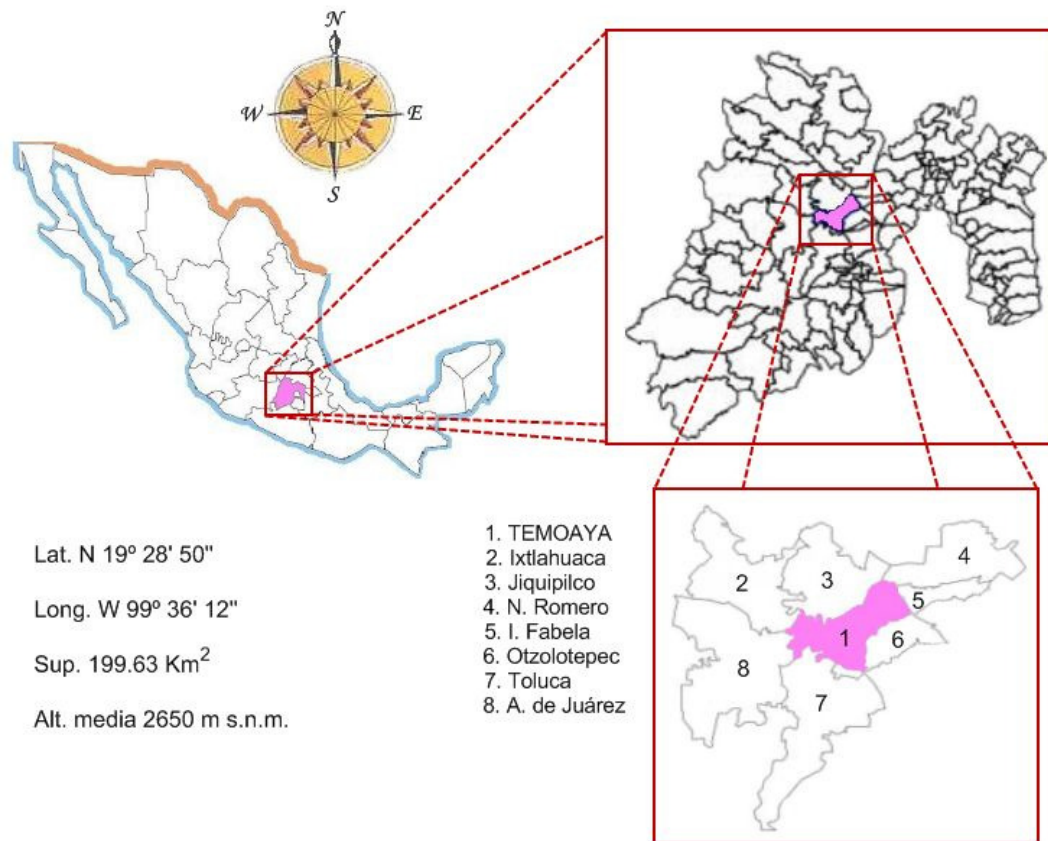 N
W
E
S
Lat. N 19º 28' 50"
Long. W 99º 36' 12"
Sup. 199.63 Km²
Alt. media 2650 m s.n.m.
1. TEMOAYA
2. Ixtlahuaca
3. Jiquipilco
4. N. Romero
5. I. Fabela
6. Otzolotepec
7. Toluca
8. A. de Juárez
4
2
3
5
1
6
8
7